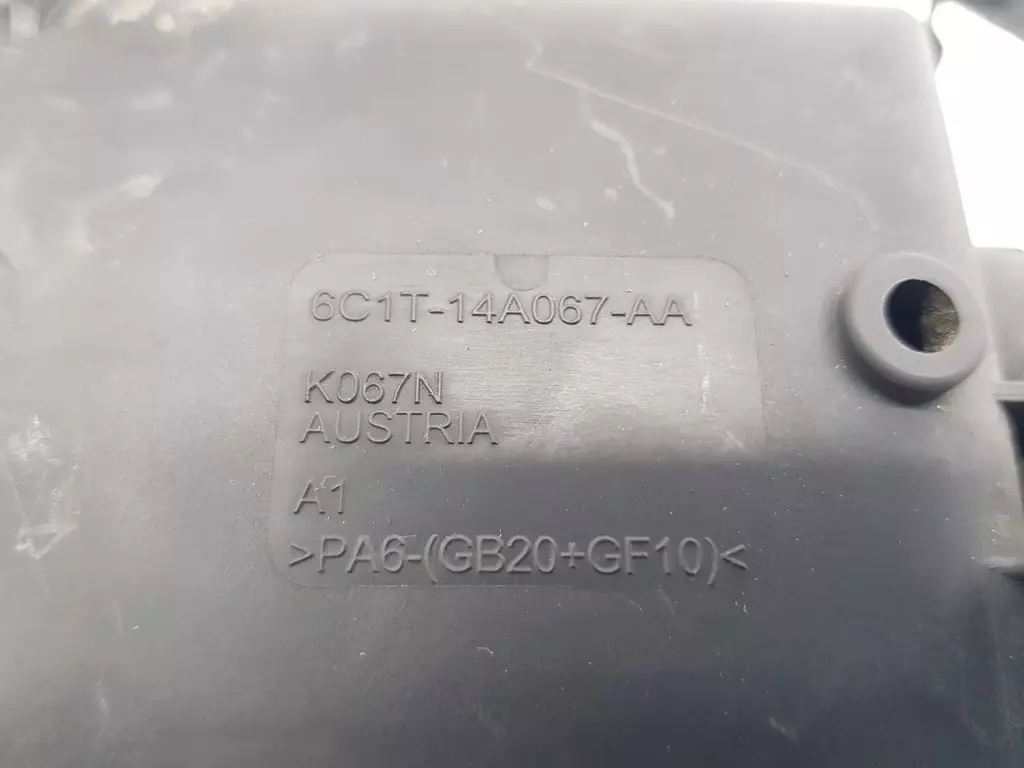 6C1T-14A067-AA
K067N
AUSTRIA
A1
>PA6-(GB20+GF10)<